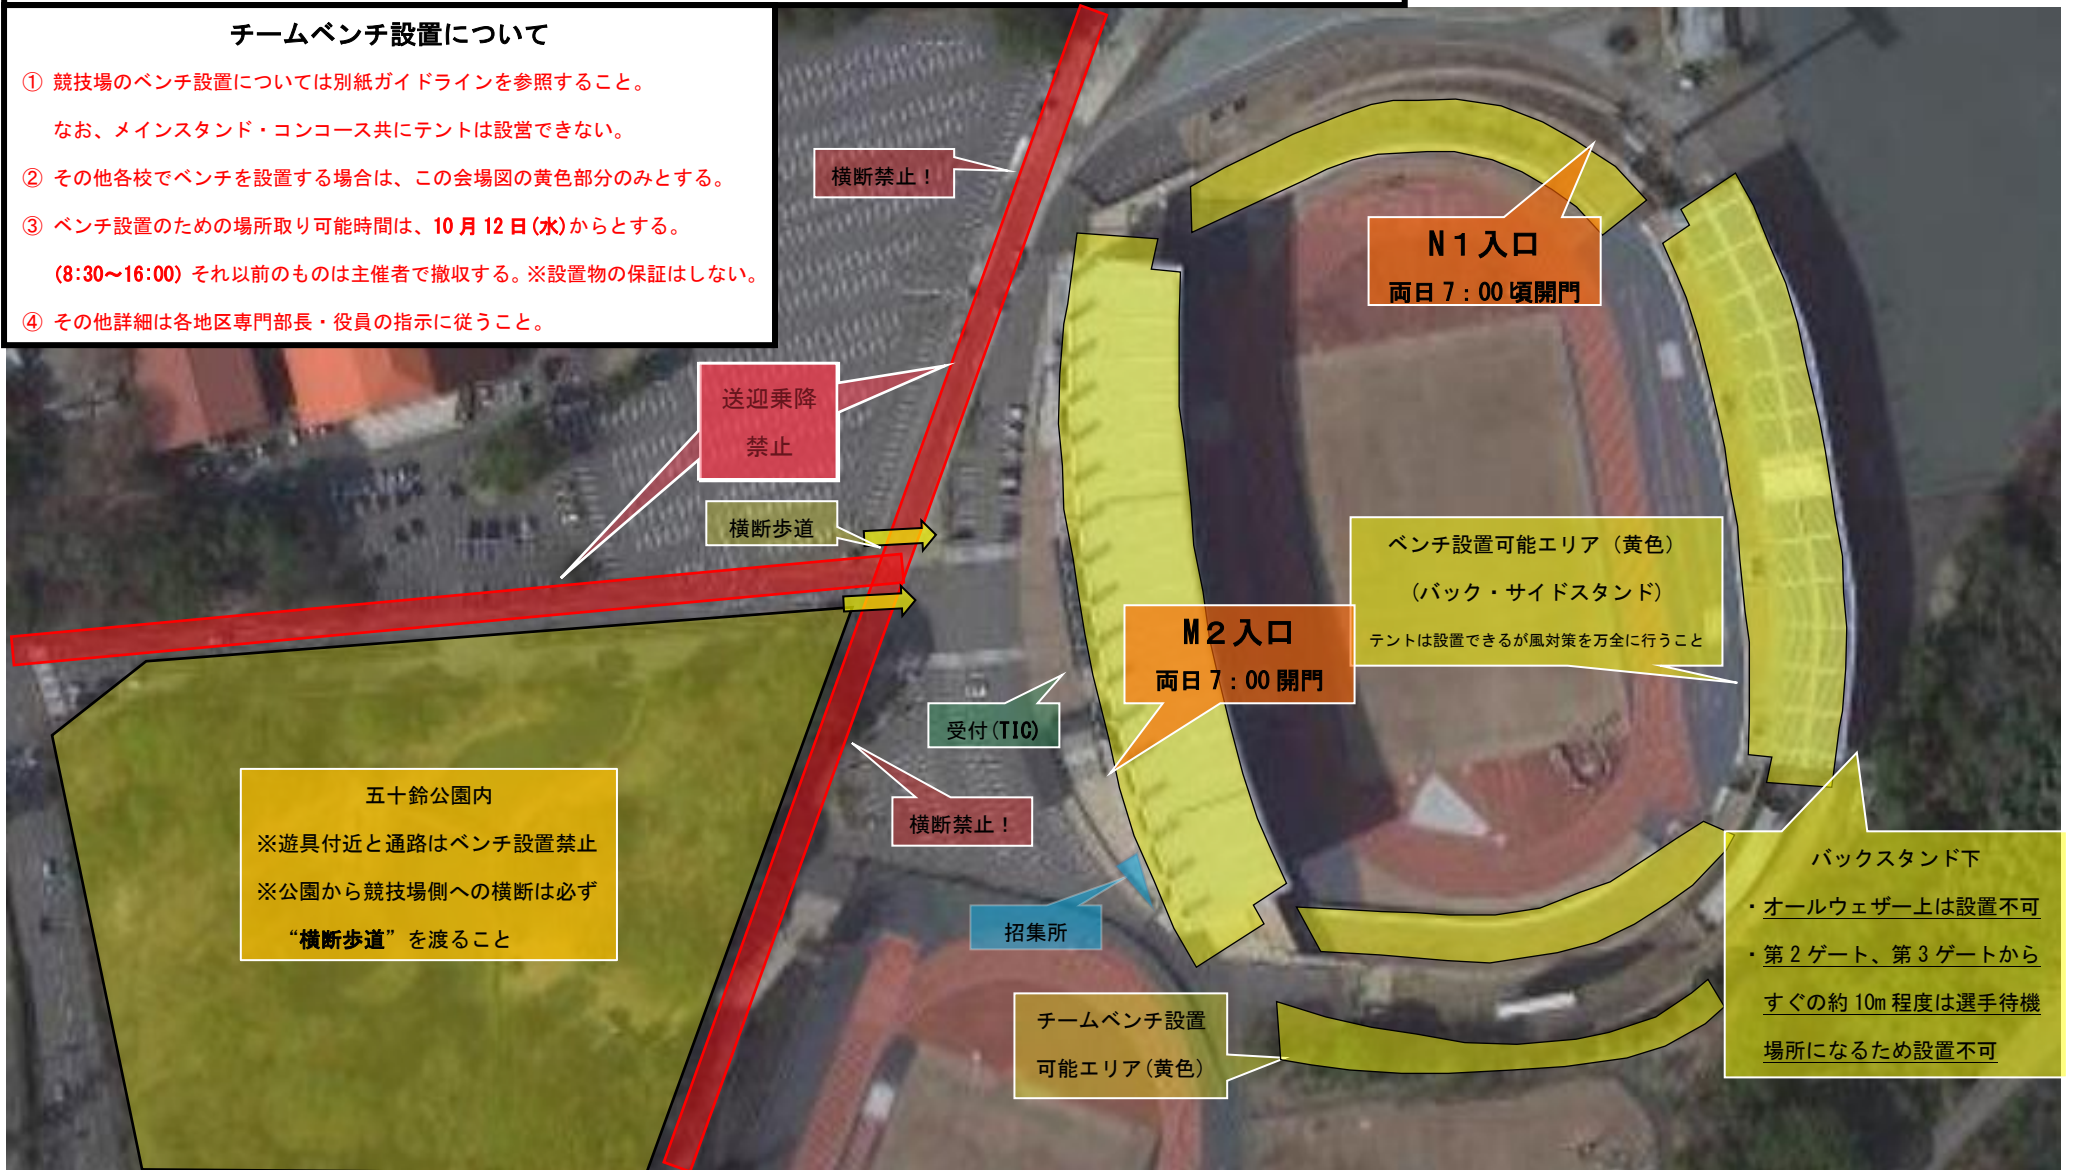 チームベンチ設置について
① 競技場のベンチ設置については別紙ガイドラインを参照すること。
なお、メインスタンド・コンコース共にテントは設営できない。
② その他各校でベンチを設置する場合は、この会場図の黄色部分のみとする。
③ ベンチ設置のための場所取り可能時間は、10月12日(水)からとする。
(8:30～16:00) それ以前のものは主催者で撤収する。※設置物の保証はしない。
④ その他詳細は各地区専門部長・役員の指示に従うこと。
横断禁止！
N１入口
両日7：00頃開門
送迎乗降
禁止
横断歩道
ベンチ設置可能エリア（黄色）
（バック・サイドスタンド）
テントは設置できるが風対策を万全に行うこと
M２入口
両日7：00開門
受付(TIC)
横断禁止！
五十鈴公園内
※遊具付近と通路はベンチ設置禁止
※公園から競技場側への横断は必ず
“横断歩道”を渡ること
招集所
バックスタンド下
・オールウェザー上は設置不可
・第2ゲート、第3ゲートから
すぐの約10m程度は選手待機
場所になるため設置不可
チームベンチ設置
可能エリア(黄色)